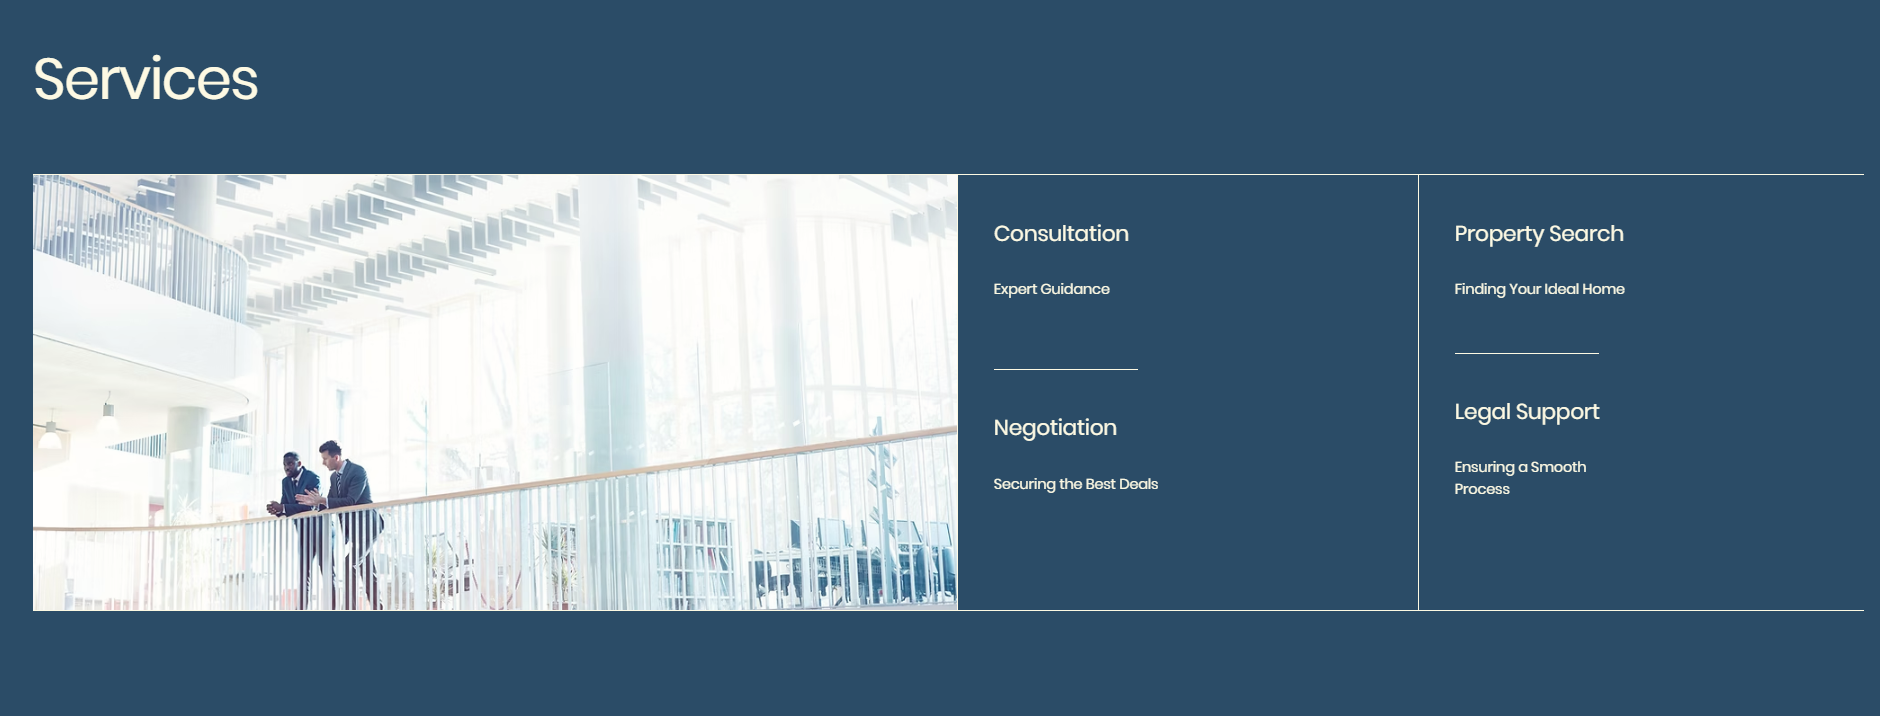 Services
Consultation
Expert Guidance
Negotiation
Securing the Best Deals
Property Search
Finding Your Ideal Home
Legal Support
Ensuring a Smooth
Process